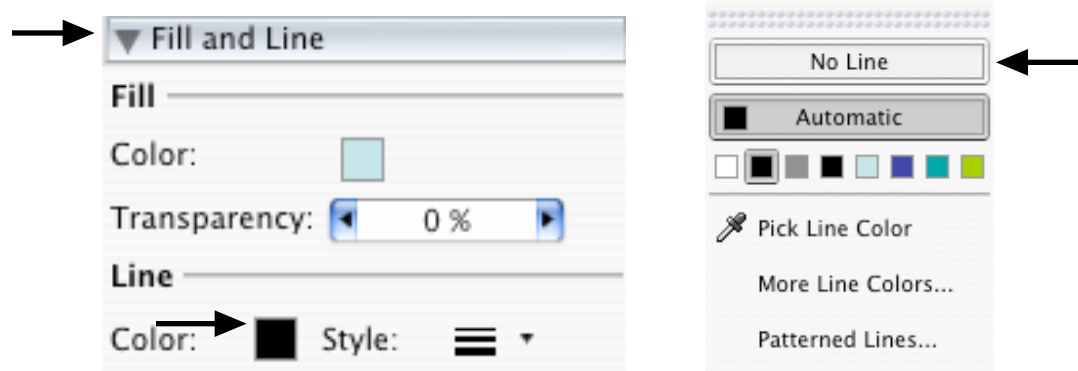 Fill and Line
Fill
Color:
Transparency: 0 %
Line
Color: Style:
No Line
Automatic
Pick Line Color
More Line Colors...
Patterned Lines...